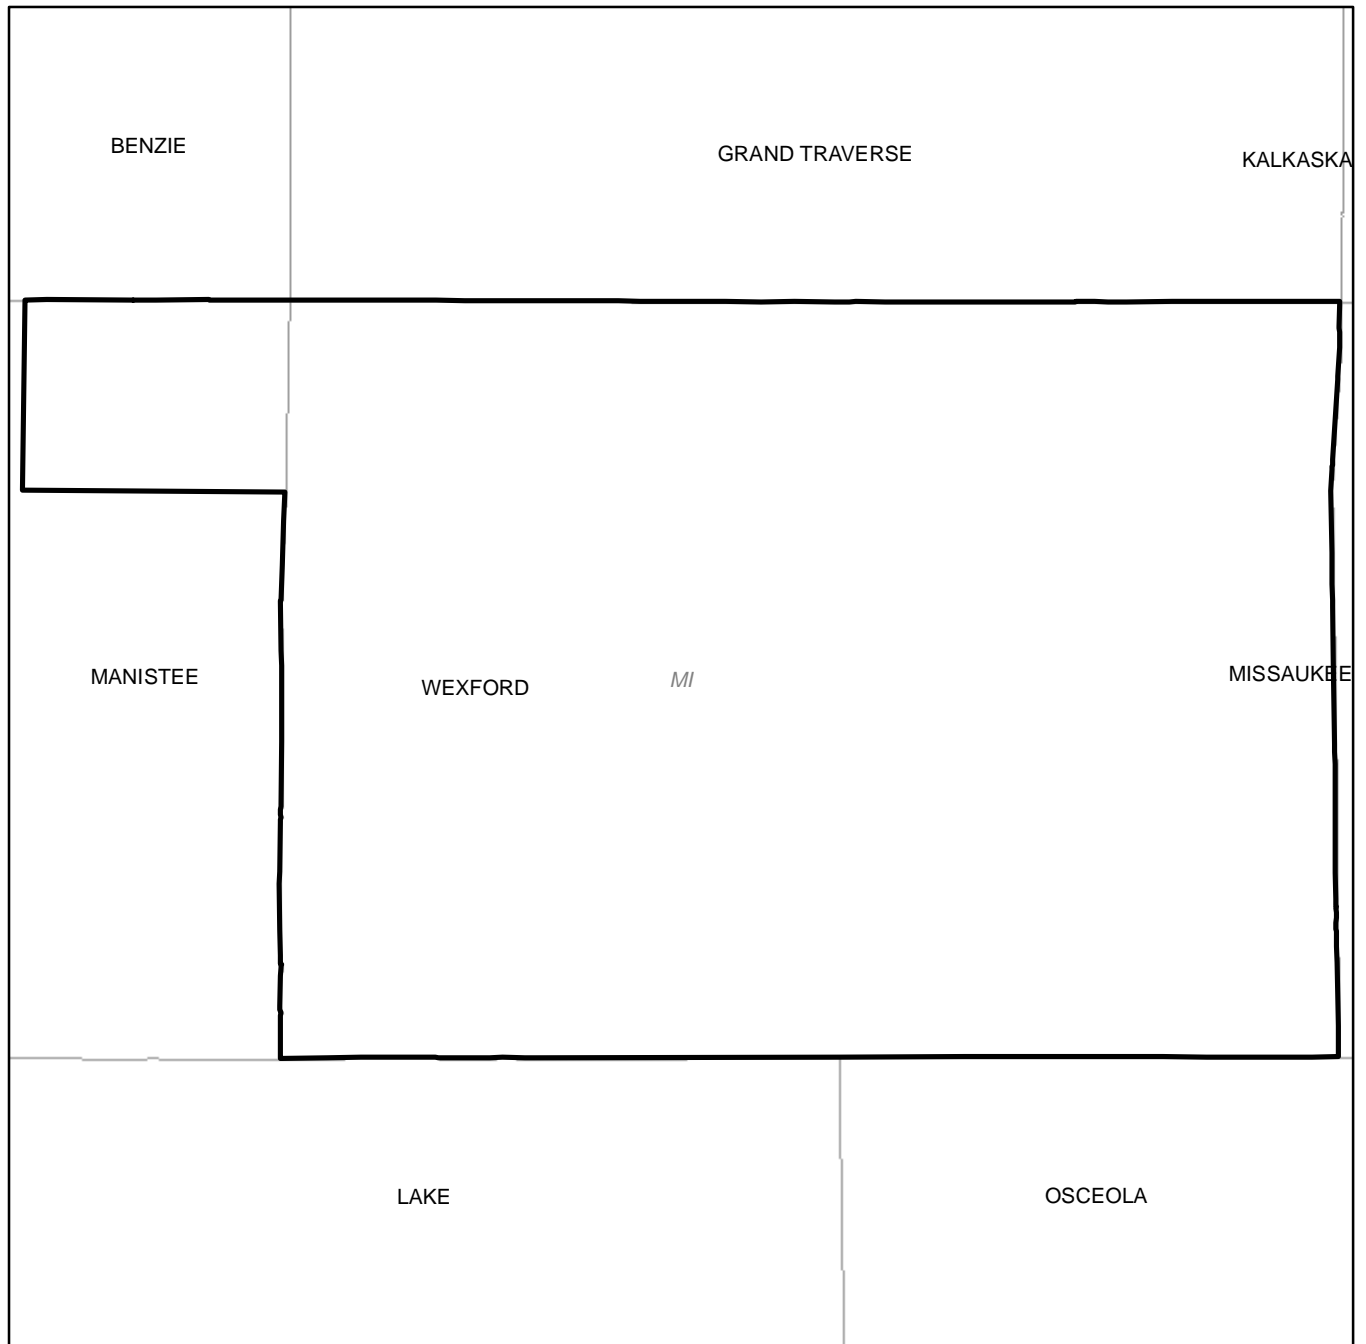 BENZIE
GRAND TRAVERSE
KALKASKA
MANISTEE
WEXFORD
MI
MISSAUKEE
LAKE
OSCEOLA